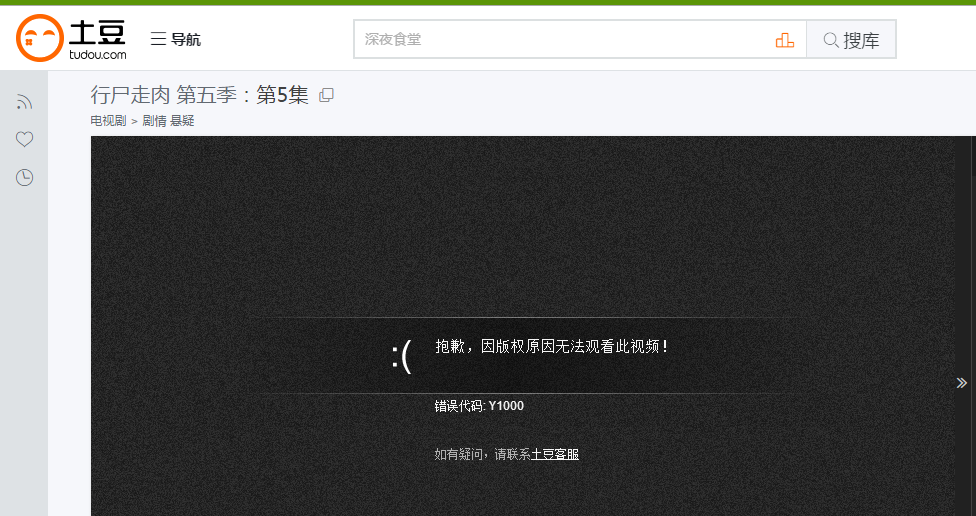 土豆
tudou.com
导航
深夜食堂
搜库
行尸走肉 第五季：第5集
电视剧 > 剧情 悬疑
:(
抱歉，因版权原因无法观看此视频！
错误代码: Y1000
如有疑问，请联系土豆客服